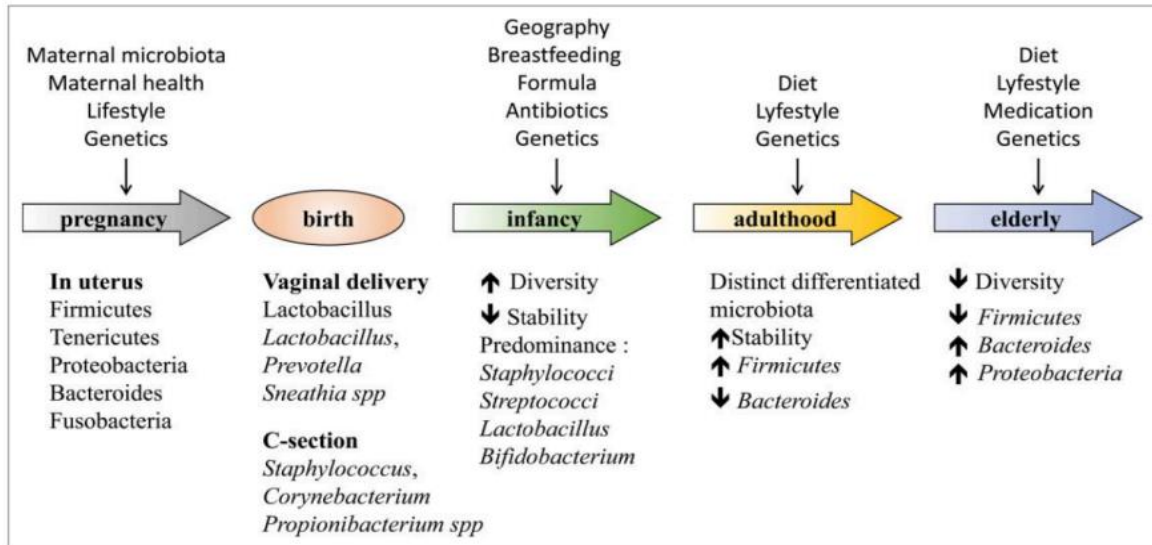 Maternal microbiota
Maternal health
Lifestyle
Genetics
pregnancy
In uterus
Firmicutes
Tenericutes
Proteobacteria
Bacteroides
Fusobacteria
birth
Vaginal delivery
Lactobacillus
Lactobacillus,
Prevotella
Sneathia spp
C-section
Staphylococcus,
Corynebacterium
Propionibacterium spp
Geography
Breastfeeding
Formula
Antibiotics
Genetics
infancy
↑ Diversity
↓ Stability
Predominance :
Staphylococci
Streptococci
Lactobacillus
Bifidobacterium
Diet
Lyfestyle
Genetics
adulthood
Distinct differentiated
microbiota
↑Stability
↑ Firmicutes
↓ Bacteroides
Diet
Lyfestyle
Medication
Genetics
elderly
↓ Diversity
↓ Firmicutes
↑ Bacteroides
↑ Proteobacteria